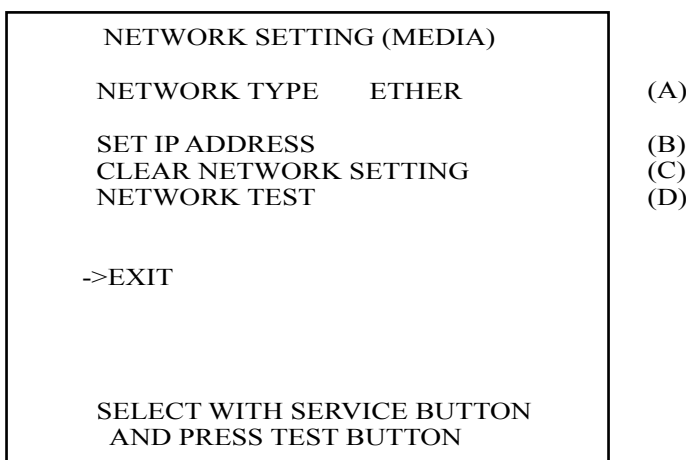 NETWORK SETTING (MEDIA)
NETWORK TYPE ETHER (A)
SET IP ADDRESS (B)
CLEAR NETWORK SETTING (C)
NETWORK TEST (D)
->EXIT
SELECT WITH SERVICE BUTTON
AND PRESS TEST BUTTON